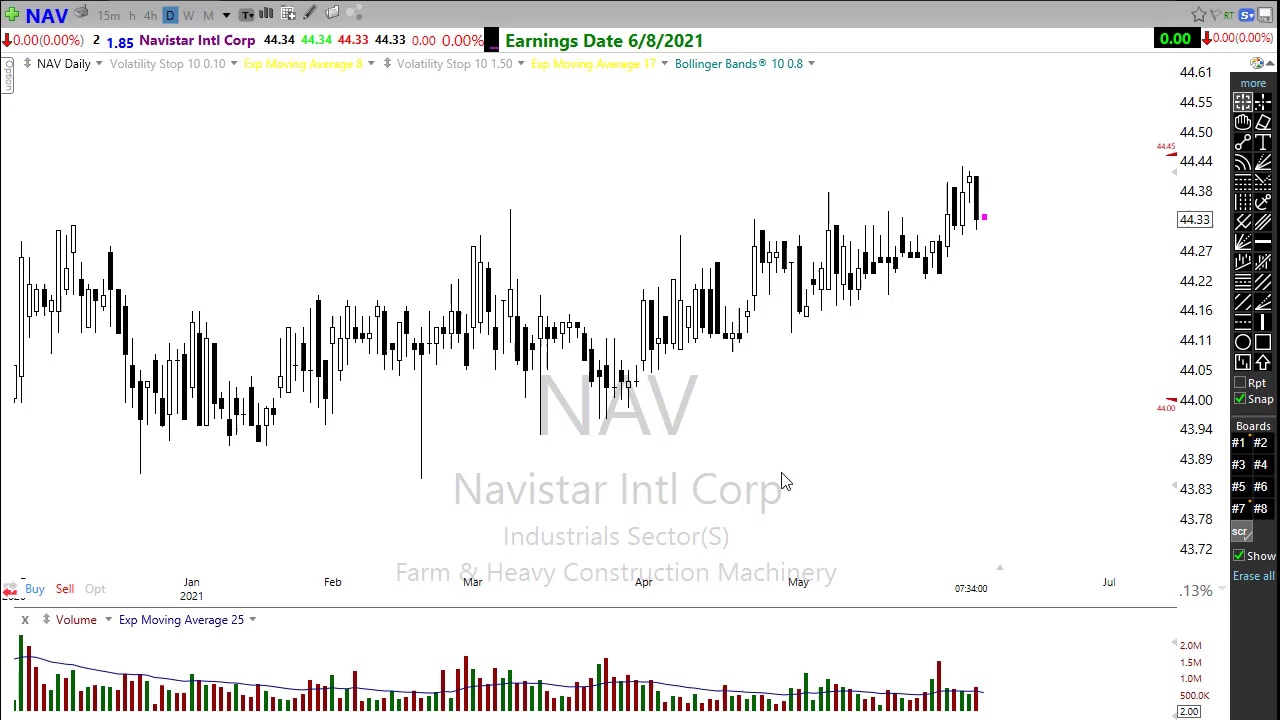 NAV 15m h 4h D W M T RT S
0.00(0.00%) 2 1.85 Navistar Intl Corp 44.34 44.34 44.33 44.33 0.00 0.00% Earnings Date 6/8/2021 0.00 0.00(0.00%)
Option
NAV Daily Volatility Stop 10 0.10 Exp Moving Average 8 Volatility Stop 10 1.50 Exp Moving Average 17 Bollinger Bands® 10 0.8
44.61
44.55
44.50
44.45
44.44
44.38
44.33
44.27
44.22
44.16
44.11
44.05
44.00
44.00
43.94
43.89
43.83
43.78
43.72
.13%
more
T
Rpt
Snap
Boards
#1 #2
#3 #4
#5 #6
#7 #8
scr
Show
Erase all
NAV
Navistar Intl Corp
Industrials Sector(S)
Farm & Heavy Construction Machinery
Jan Feb Mar Apr May Jul
2021
07:34:00
Buy Sell Opt
x Volume Exp Moving Average 25
2.0M
1.5M
1.0M
500.0K
2.00